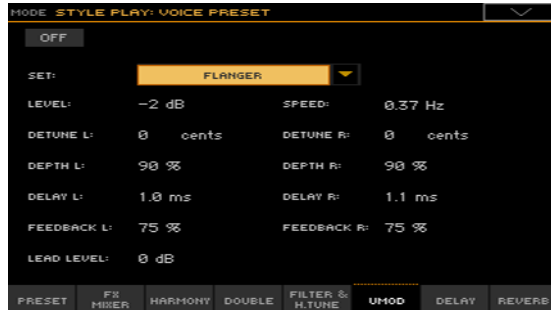 MODE STYLE PLAY: VOICE PRESET
OFF
SET: FLANGER
LEVEL: -2 dB SPEED: 0.37 Hz
DETUNE L: 0 cents DETUNE R: 0 cents
DEPTH L: 90 % DEPTH R: 90 %
DELAY L: 1.0 ms DELAY R: 1.1 ms
FEEDBACK L: 75 % FEEDBACK R: 75 %
LEAD LEVEL: 0 dB
PRESET FX MIXER HARMONY DOUBLE FILTER & H.TUNE UMOD DELAY REVERB